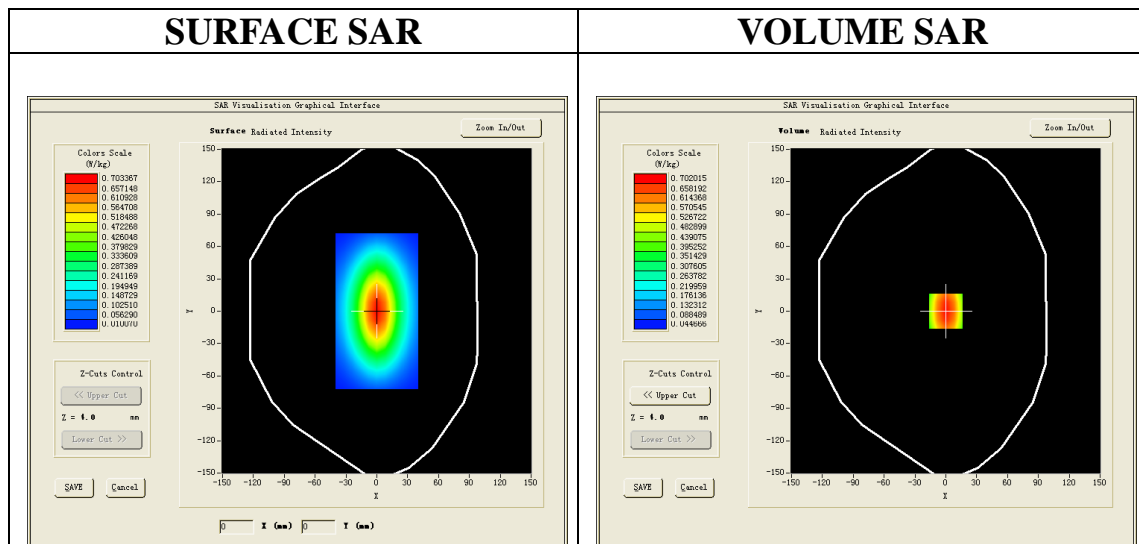 SURFACE SAR
VOLUME SAR
SAR Visualisation Graphical Interface
Surface Radiated Intensity
Zoom In/Out
Colors Scale
(W/kg)
0.703367
0.657148
0.610928
0.564708
0.518488
0.472268
0.426048
0.379829
0.333609
0.287389
0.241169
0.194949
0.148729
0.102510
0.056290
0.010070
150
120
90
60
30
0
-30
-60
-90
-120
-150
Y
-150 -120 -90 -60 -30 0 30 60 90 120 150
X
Z-Cuts Control
<< Upper Cut
Z = 4.0 mm
Lower Cut >>
SAVE Cancel
0 X (mm) 0 Y (mm)
SAR Visualisation Graphical Interface
Volume Radiated Intensity
Zoom In/Out
Colors Scale
(W/kg)
0.702015
0.658192
0.614368
0.570545
0.526722
0.482899
0.439075
0.395252
0.351429
0.307605
0.263782
0.219959
0.176136
0.132312
0.088489
0.044666
150
120
90
60
30
0
-30
-60
-90
-120
-150
Y
-150 -120 -90 -60 -30 0 30 60 90 120 150
X
Z-Cuts Control
<< Upper Cut
Z = 4.0 mm
Lower Cut >>
SAVE Cancel